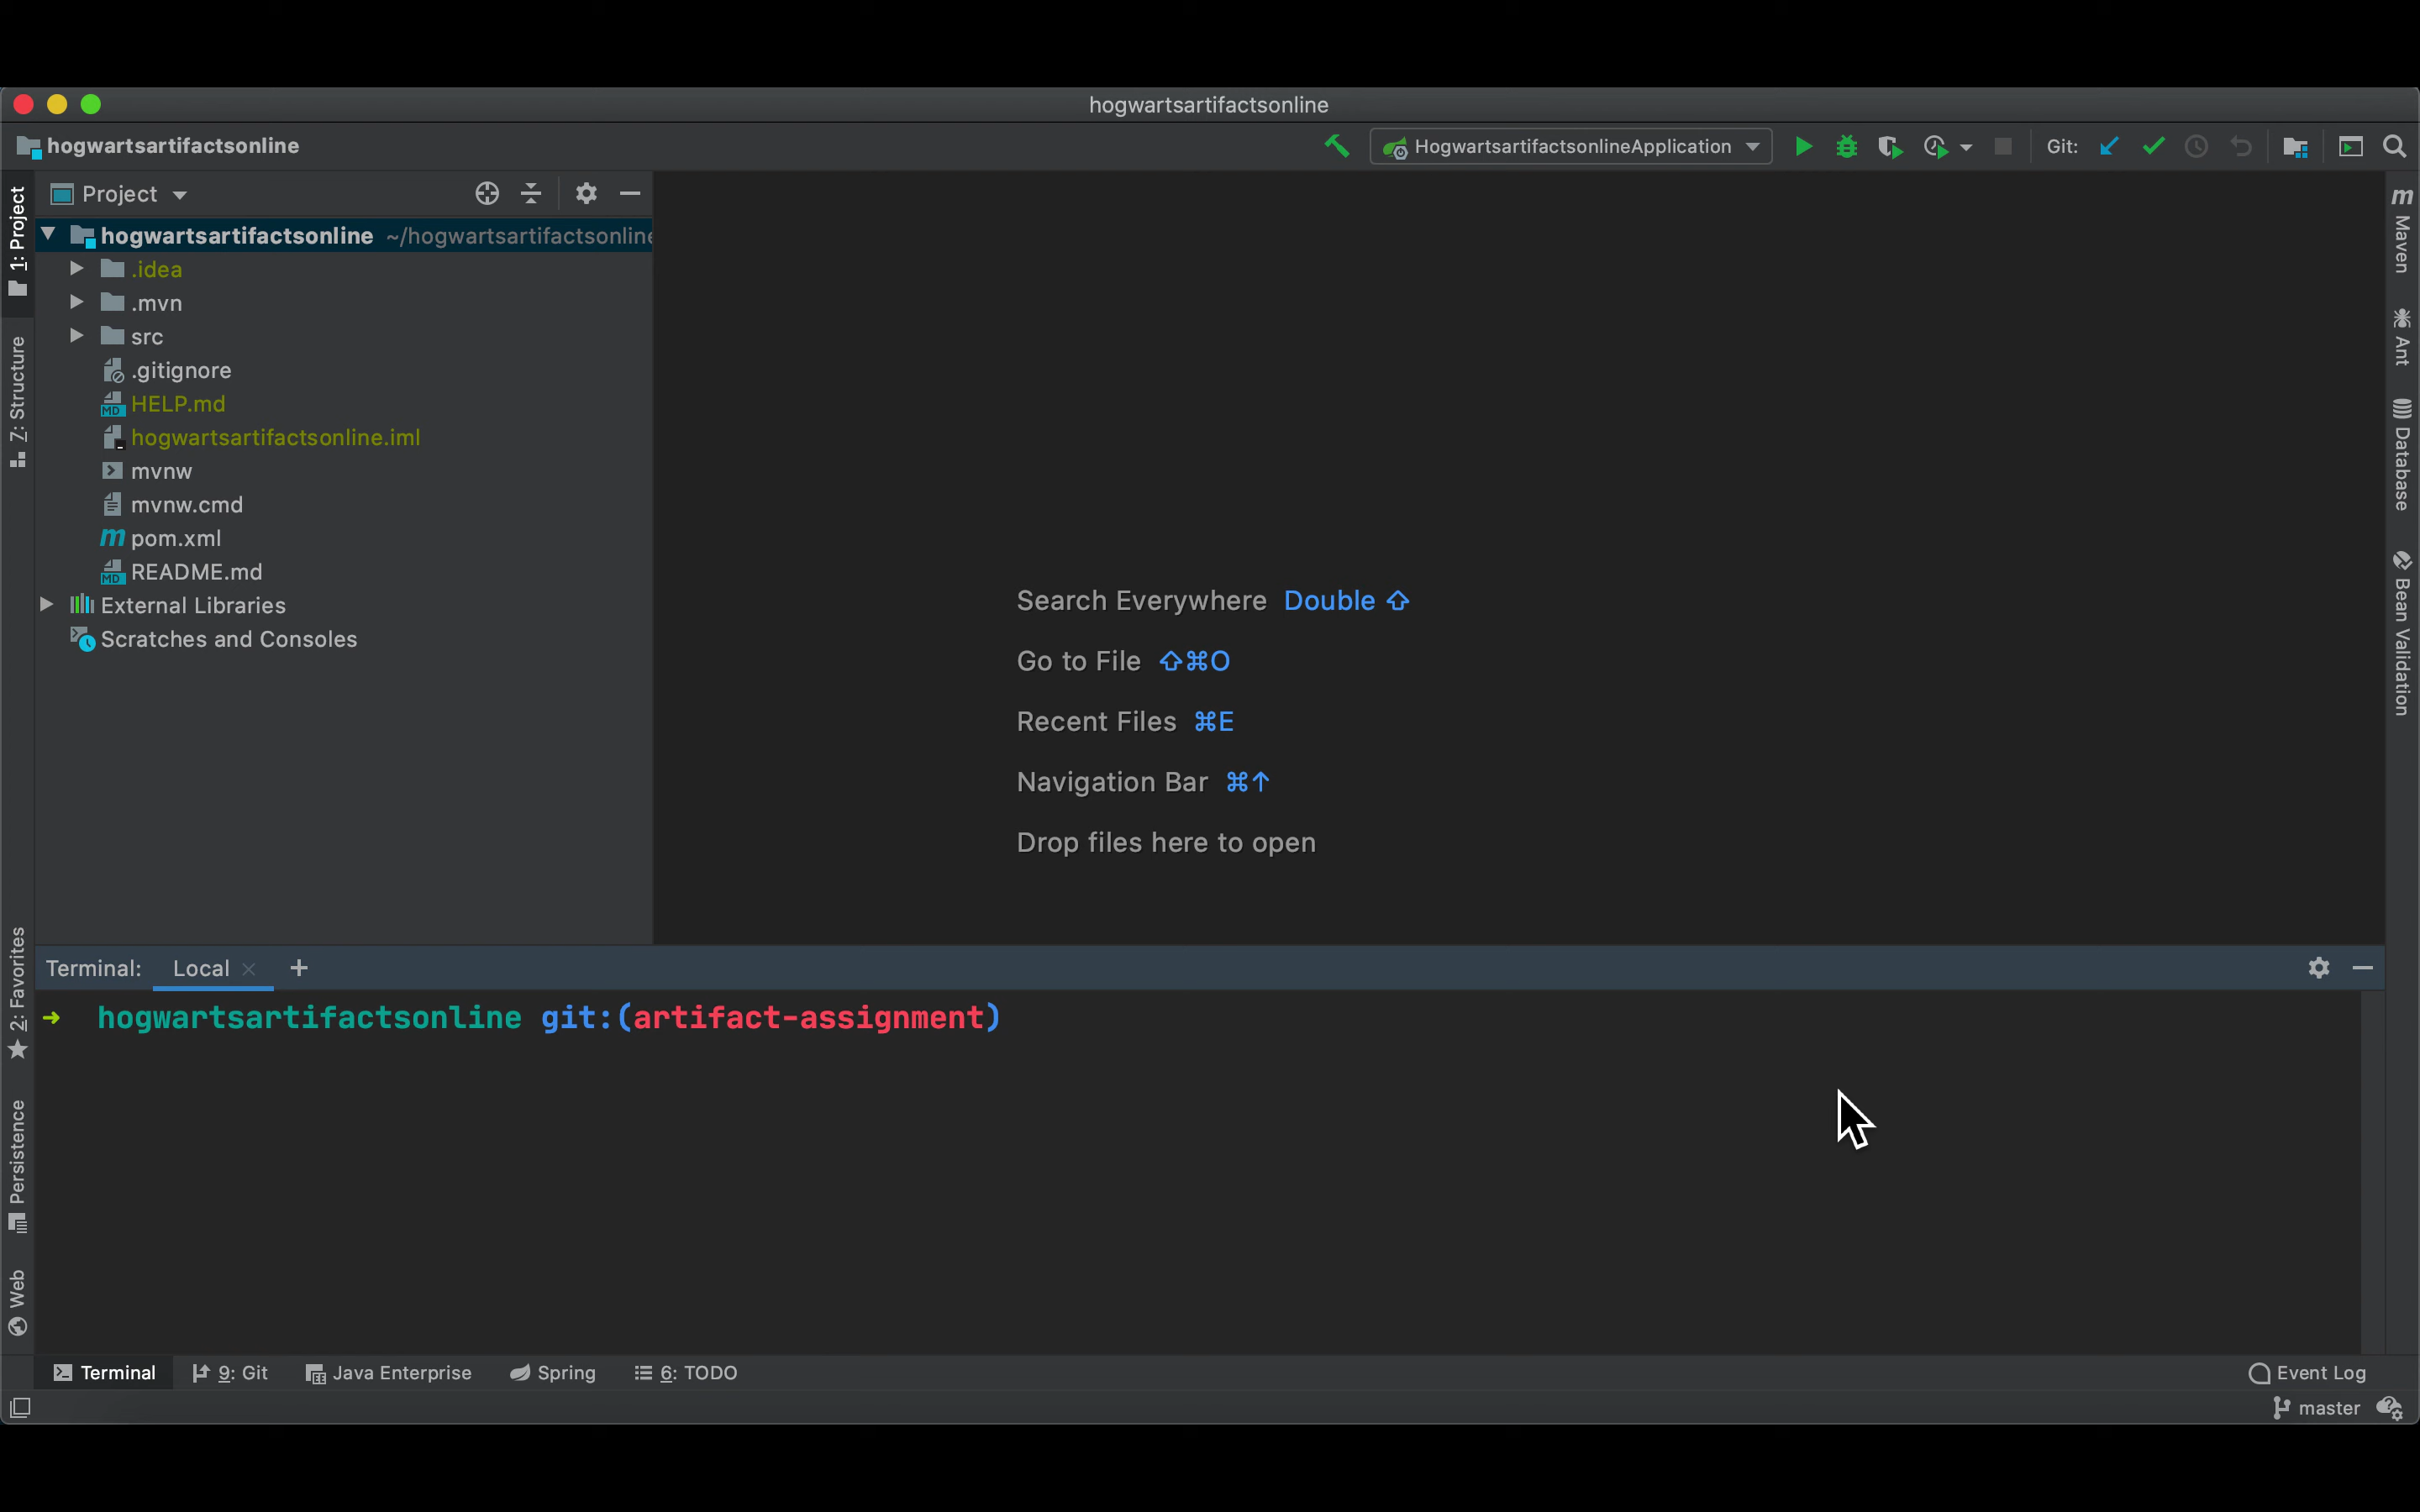 hogwartsartifactsonline
hogwartsartifactsonline
HogwartsartifactsonlineApplication
Git:
Project
hogwartsartifactsonline ~/hogwartsartifactsonline
.idea
.mvn
src
.gitignore
HELP.md
hogwartsartifactsonline.iml
mvnw
mvnw.cmd
pom.xml
README.md
External Libraries
Scratches and Consoles
1: Project
Z: Structure
2: Favorites
Persistence
Web
Search Everywhere Double ⇧
Go to File ⇧⌘O
Recent Files ⌘E
Navigation Bar ⌘↑
Drop files here to open
Maven
Ant
Database
Bean Validation
Terminal: Local × +
→ hogwartsartifactsonline git:(artifact-assignment)
Terminal
9: Git
Java Enterprise
Spring
6: TODO
Event Log
master